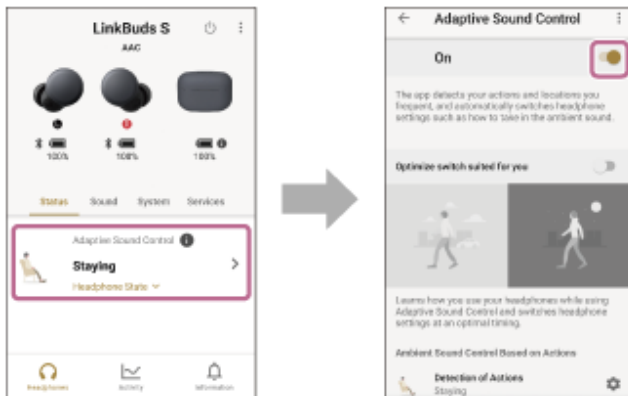 LinkBuds S
AAC
100%
100%
100%
Status Sound System Services
Adaptive Sound Control
Staying
Headphone State
Headphones Activity Information
Adaptive Sound Control
On
The app detects your actions and locations you
frequent, and automatically switches headphone
settings such as how to take in the ambient sound.
Optimize switch suited for you
Learns how you use your headphones while using
Adaptive Sound Control and switches headphone
settings at an optimal timing.
Ambient Sound Control Based on Actions
Detection of Actions
Staying